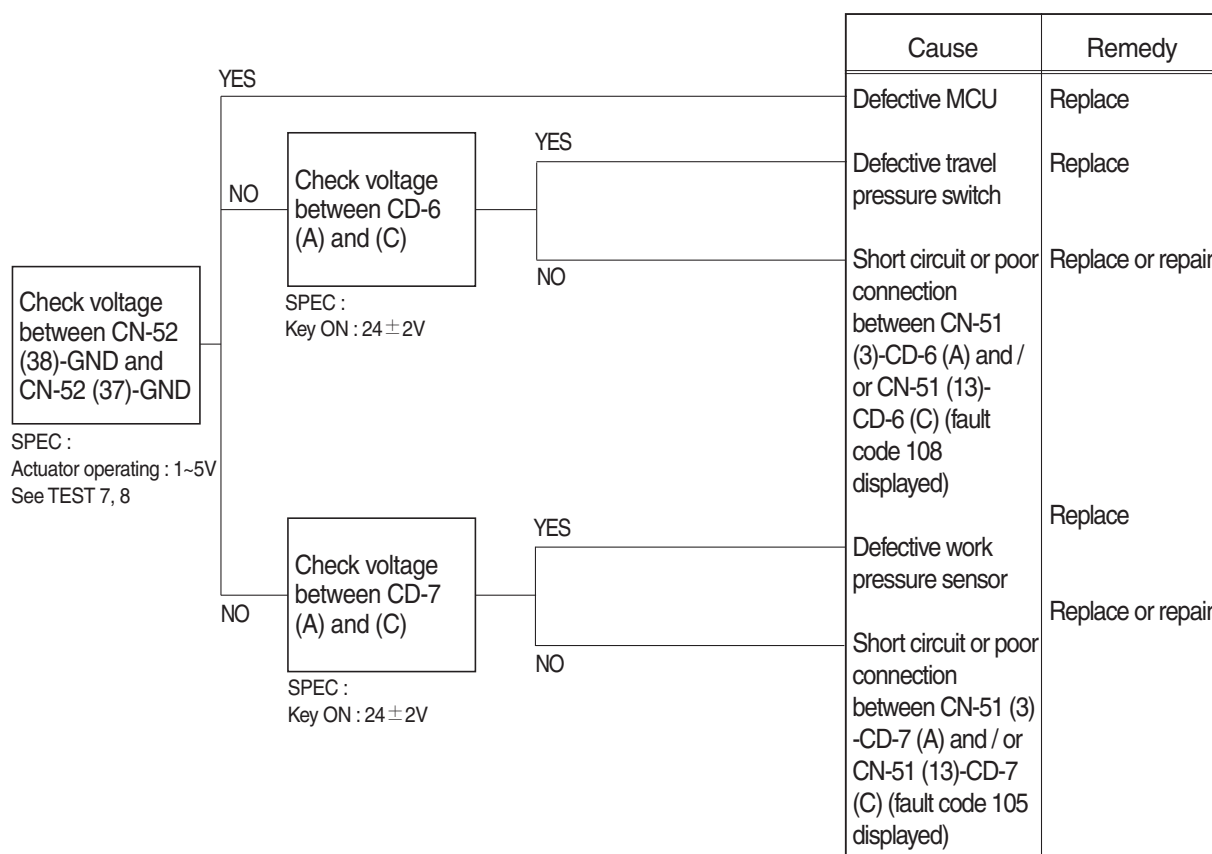 Cause
Remedy
YES
Defective MCU
Replace
YES
NO
Check voltage
between CD-6
(A) and (C)
Defective travel
pressure switch
Replace
NO
SPEC :
Key ON : 24±2V
Short circuit or poor
connection
between CN-51
(3)-CD-6 (A) and /
or CN-51 (13)-
CD-6 (C) (fault
code 108
displayed)
Replace or repair
Check voltage
between CN-52
(38)-GND and
CN-52 (37)-GND
SPEC :
Actuator operating : 1~5V
See TEST 7, 8
YES
Replace
Defective work
pressure sensor
Check voltage
between CD-7
(A) and (C)
NO
Replace or repair
NO
SPEC :
Key ON : 24±2V
Short circuit or poor
connection
between CN-51 (3)
-CD-7 (A) and / or
CN-51 (13)-CD-7
(C) (fault code 105
displayed)